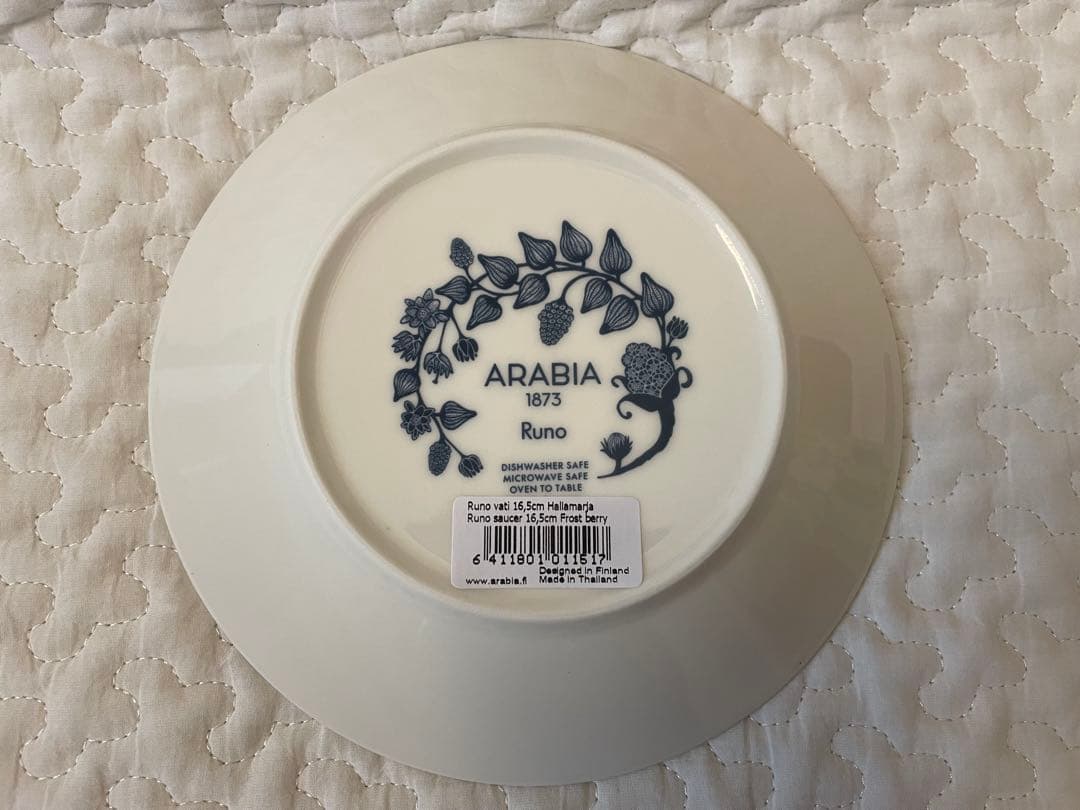 ARABIA
1873
Runo
DISHWASHER SAFE
MICROWAVE SAFE
OVEN TO TABLE
Runo vati 16,5cm Hallamarja
Runo saucer 16,5cm Frost berry
6 411801 011517
Designed in Finland
www.arabia.fi Made in Thailand